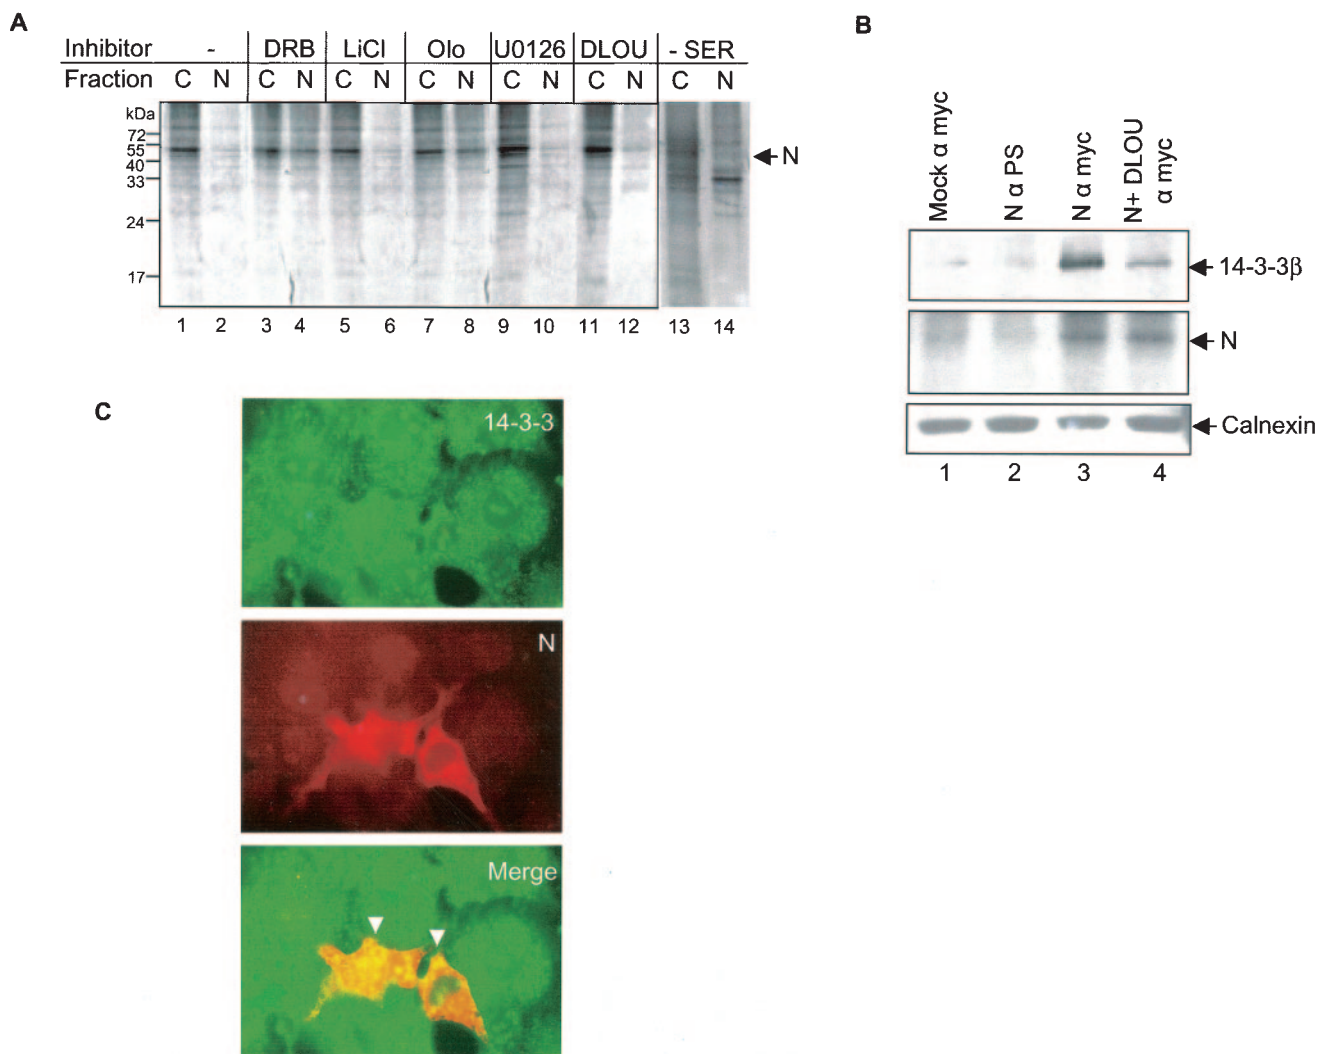 A
Inhibitor - DRB LiCl Olo U0126 DLOU - SER
Fraction C N C N C N C N C N C N C N
kDa
72
55
40
33
24
17
N
1 2 3 4 5 6 7 8 9 10 11 12 13 14
B
Mock α myc
N α PS
N α myc
N+ DLOU
α myc
14-3-3β
N
Calnexin
1 2 3 4
C
14-3-3
N
Merge